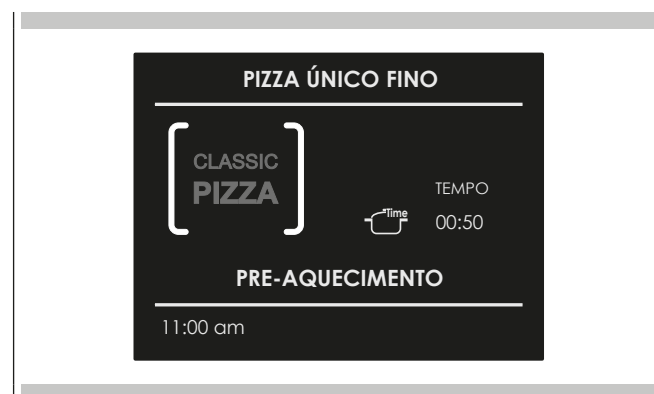 PIZZA ÚNICO FINO
CLASSIC
PIZZA
TEMPO
Time
00:50
PRE-AQUECIMENTO
11:00 am